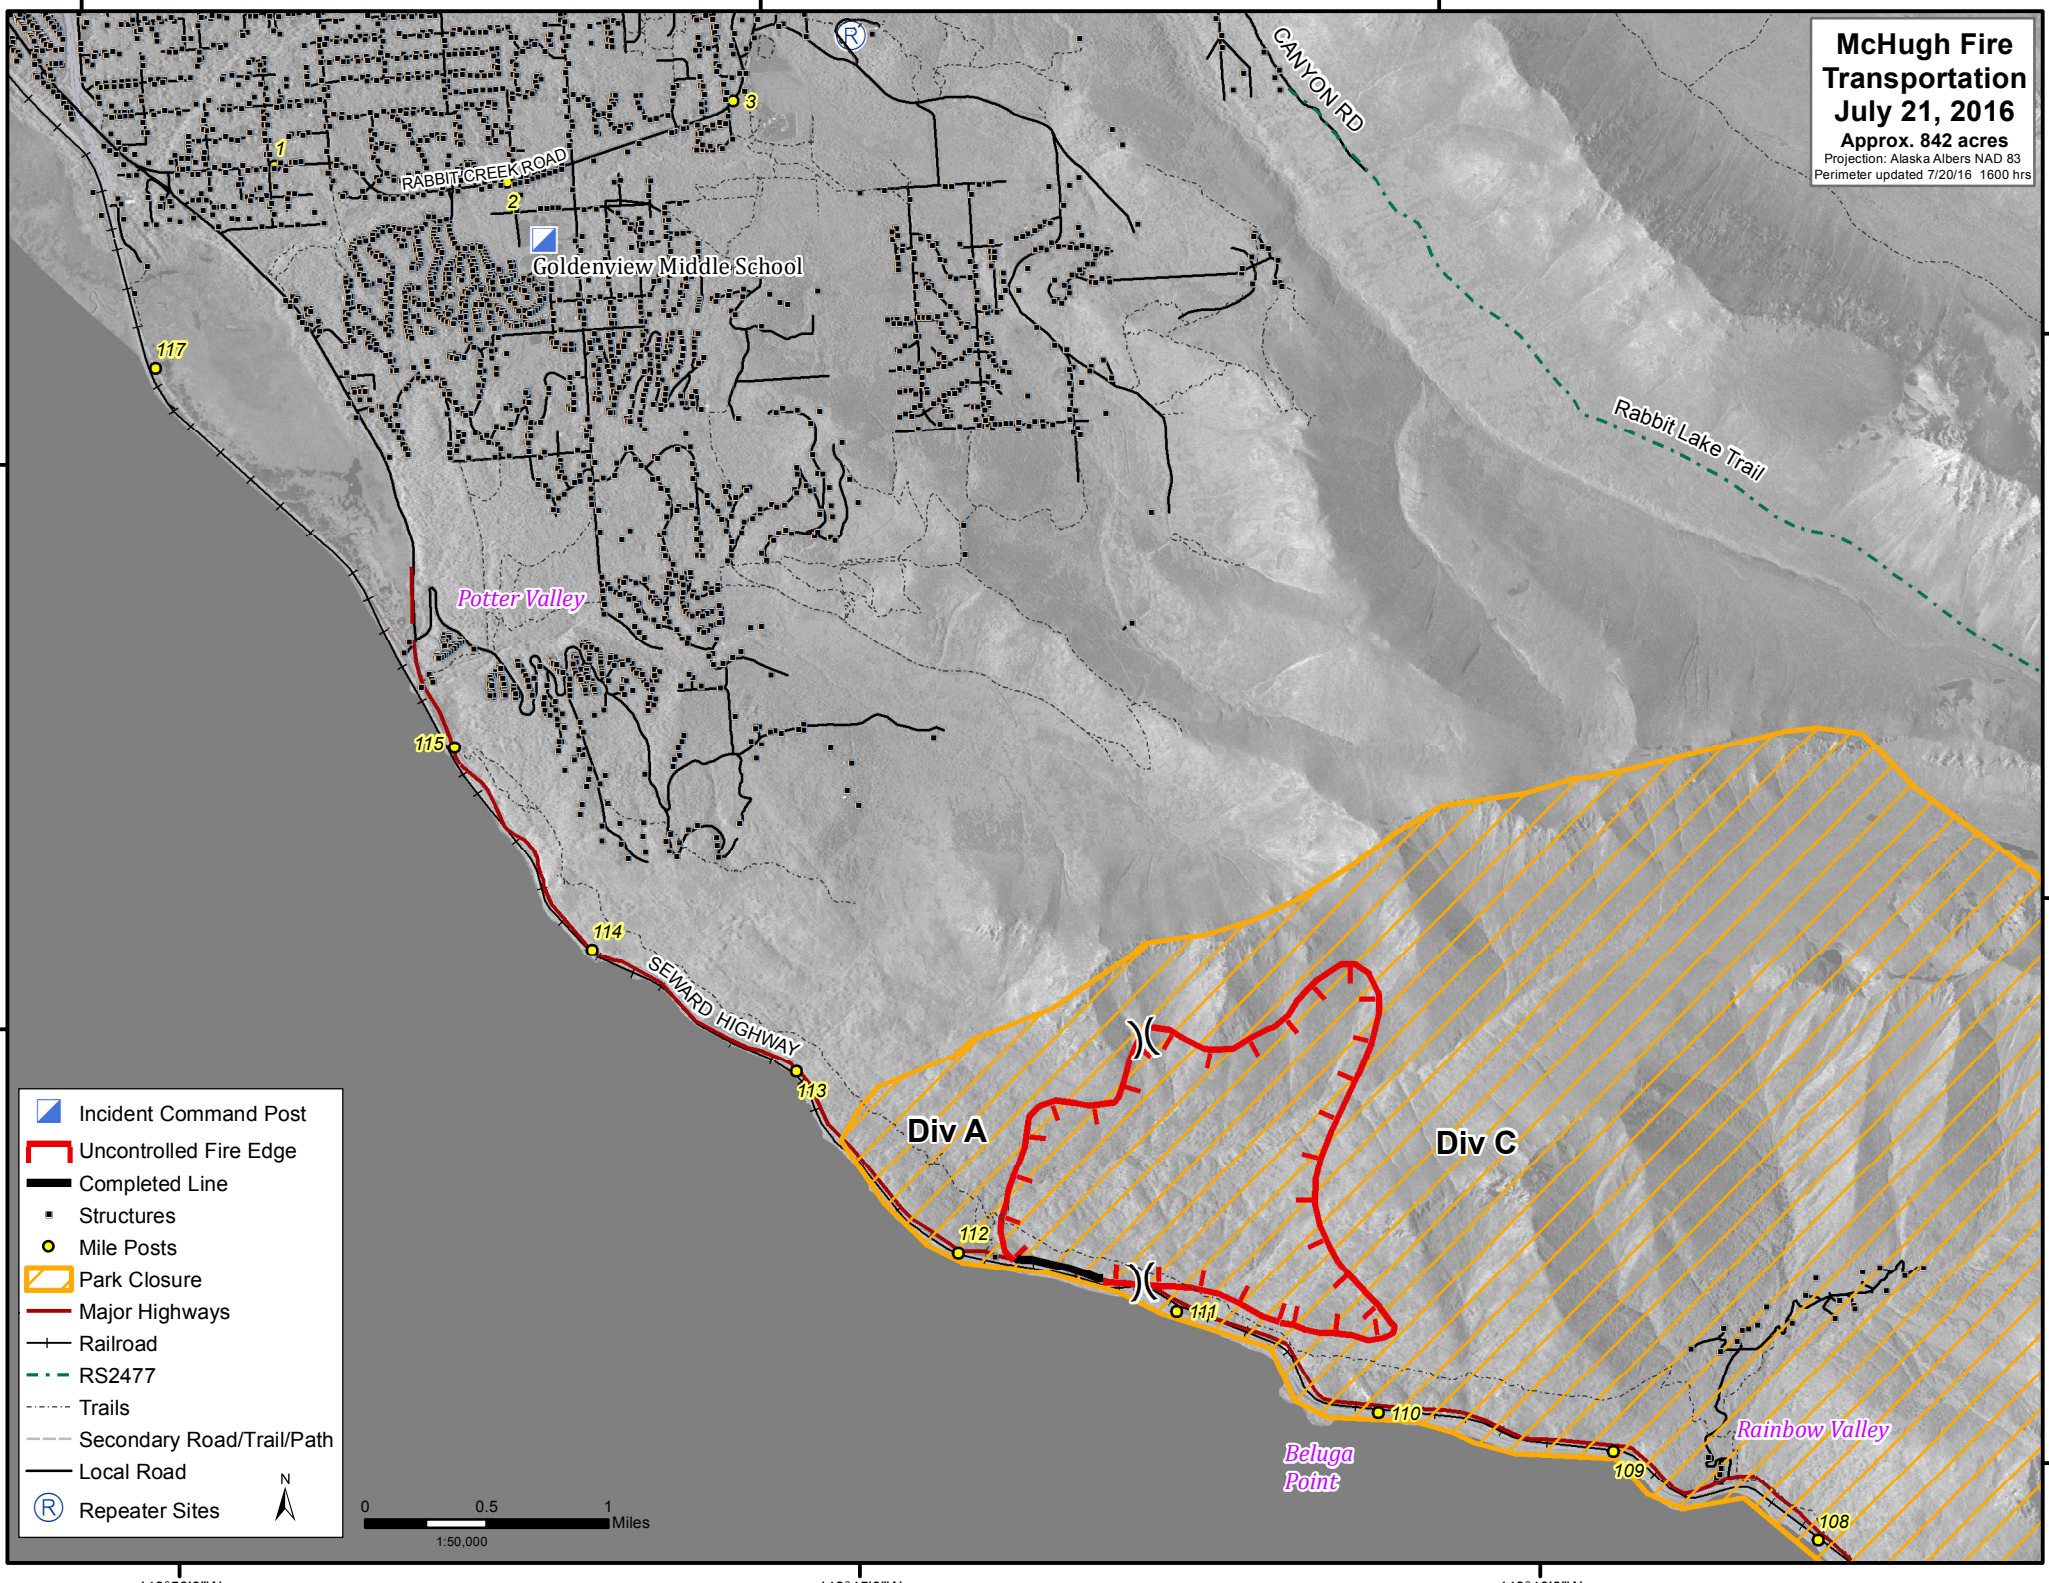 McHugh Fire
Transportation
July 21, 2016
Approx. 842 acres
Projection: Alaska Albers NAD 83
Perimeter updated 7/20/16 1600 hrs
R
CANYON RD
3
1
RABBIT CREEK ROAD
2
Goldenview Middle School
117
Rabbit Lake Trail
Potter Valley
115
114
SEWARD HIGHWAY
113
Div A
Div C
112
111
110
Beluga
Point
109
Rainbow Valley
108
Incident Command Post
Uncontrolled Fire Edge
Completed Line
Structures
Mile Posts
Park Closure
Major Highways
Railroad
RS2477
Trails
Secondary Road/Trail/Path
Local Road
N
R Repeater Sites
0 0.5 1
Miles
1:50,000